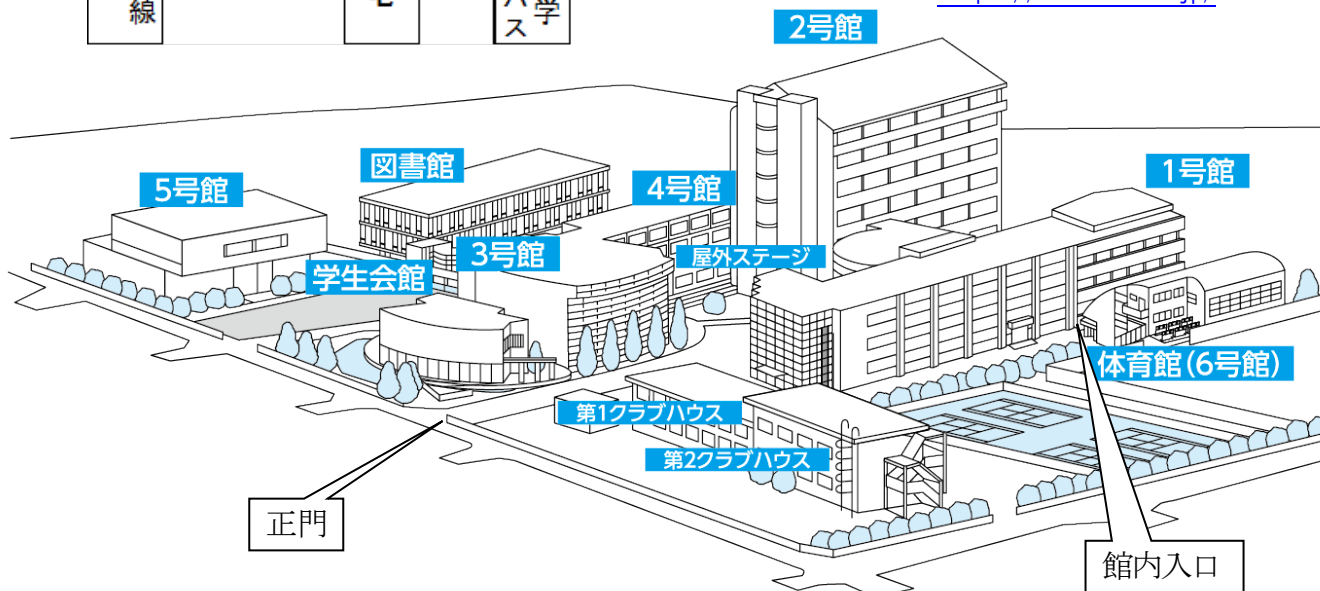 線
学
バス
2号館
図書館
1号館
5号館
4号館
3号館
屋外ステージ
学生会館
体育館(6号館)
第1クラブハウス
第2クラブハウス
正門
館内入口